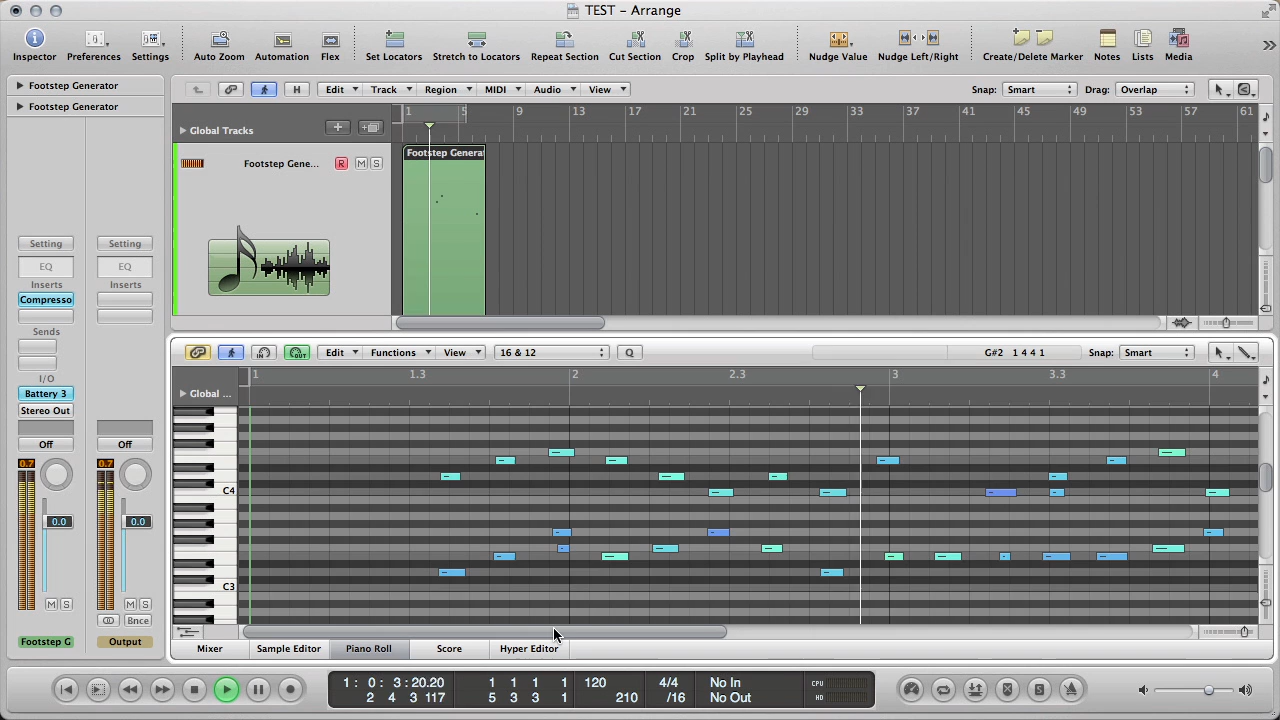 TEST – Arrange
Inspector Preferences Settings Auto Zoom Automation Flex Set Locators Stretch to Locators Repeat Section Cut Section Crop Split by Playhead Nudge Value Nudge Left/Right Create/Delete Marker Notes Lists Media
Footstep Generator
Footstep Generator
H Edit Track Region MIDI Audio View Snap: Smart Drag: Overlap
1 5 9 13 17 21 25 29 33 37 41 45 49 53 57 61
Global Tracks
Footstep Gene... R M S
Footstep Genera
Setting Setting
EQ EQ
Inserts Inserts
Compresso
Sends
I/O
Battery 3
Stereo Out
Off Off
0.7 0.7
0.0 0.0
M S M S
Bnce
Footstep G Output
OUT Edit Functions View 16 & 12 Q G#2 1 4 4 1 Snap: Smart
Global ... 1 1.3 2 2.3 3 3.3 4
C4
C3
Mixer Sample Editor Piano Roll Score Hyper Editor
1: 0: 3:20.20 1 1 1 1 120 4/4 No In CPU
2 4 3 117 5 3 3 1 210 /16 No Out HD